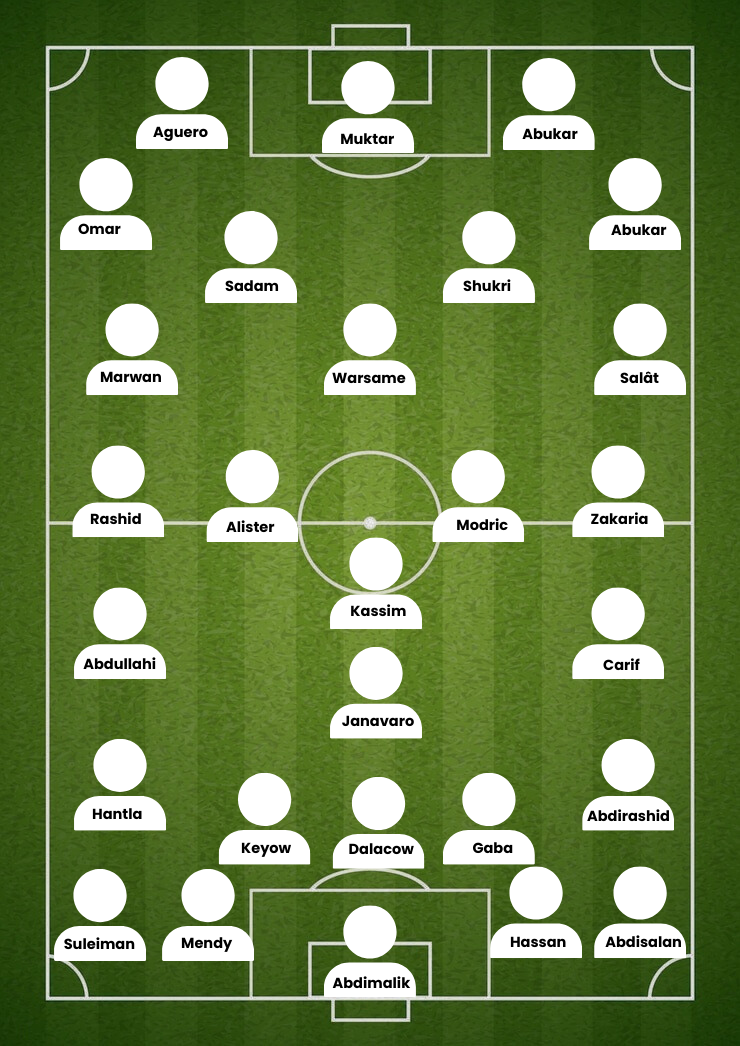 Aguero
Muktar
Abukar
Omar
Abukar
Sadam
Shukri
Marwan
Warsame
Salât
Rashid
Alister
Modric
Zakaria
Kassim
Abdullahi
Carif
Janavaro
Hantla
Abdirashid
Keyow
Dalacow
Gaba
Suleiman
Mendy
Hassan
Abdisalan
Abdimalik